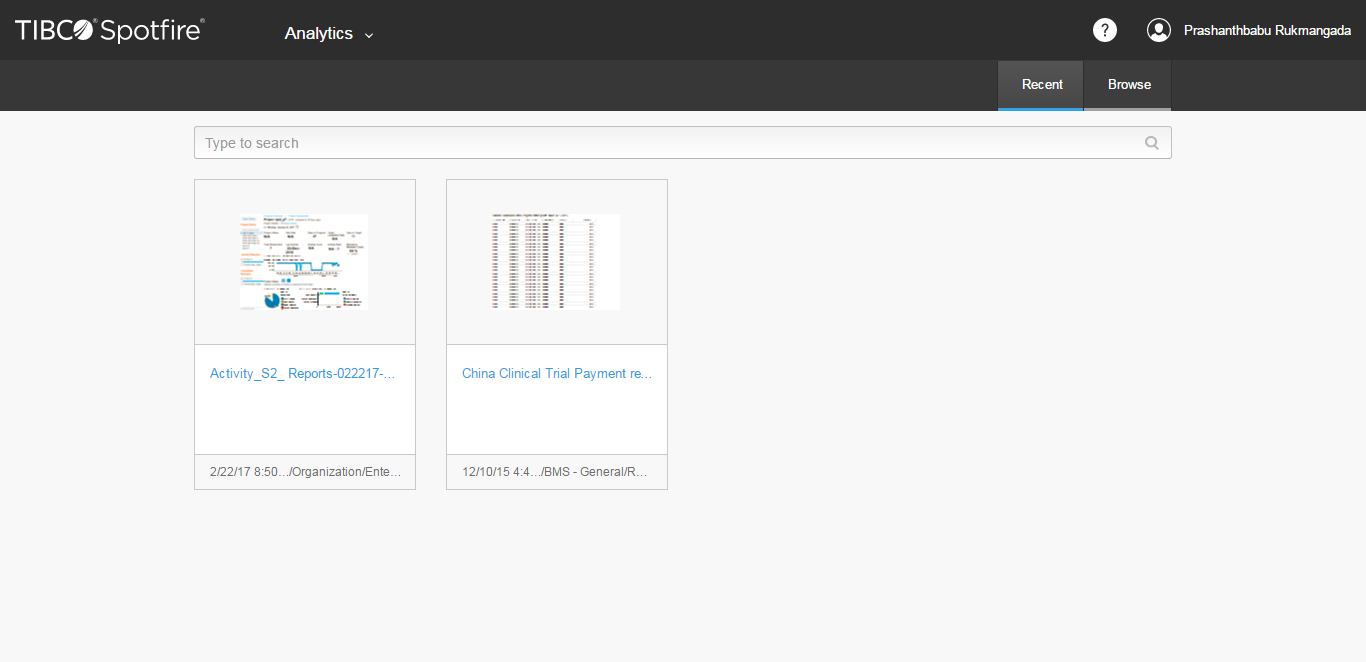 TIBCO® Spotfire®
Analytics
?
Prashanthbabu Rukmangada
Recent
Browse
Type to search
Activity_S2_ Reports-022217-...
China Clinical Trial Payment re...
2/22/17 8:50.../Organization/Ente...
12/10/15 4:4.../BMS - General/R...